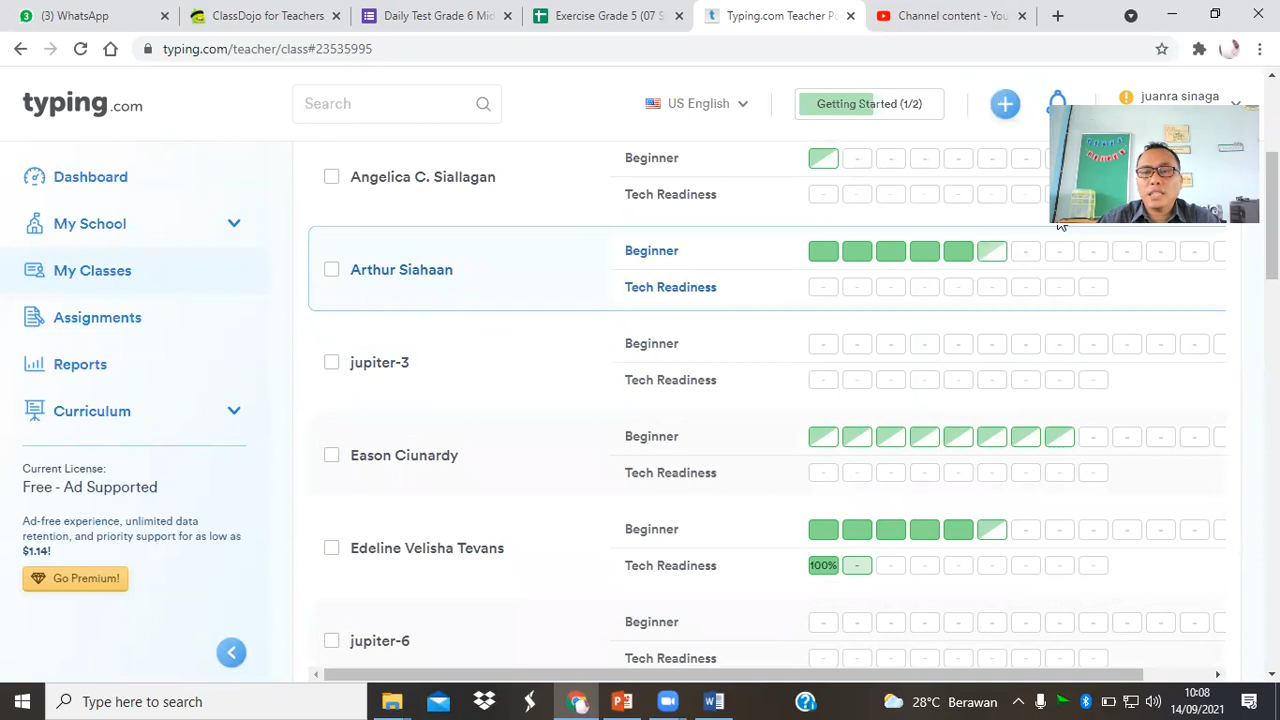 (3) WhatsApp
ClassDojo for Teachers
Daily Test Grade 6 Mid
Exercise Grade 5 (07 S
Typing.com Teacher Po
Channel content - You
typing.com/teacher/class#23535995
typing.com
Search
US English
Getting Started (1/2)
juanra sinaga
Dashboard
My School
My Classes
Assignments
Reports
Curriculum
Current License:
Free - Ad Supported
Ad-free experience, unlimited data
retention, and priority support for as low as
$1.14!
Go Premium!
Angelica C. Siallagan
Beginner
Tech Readiness
Arthur Siahaan
Beginner
Tech Readiness
jupiter-3
Beginner
Tech Readiness
Eason Ciunardy
Beginner
Tech Readiness
Edeline Velisha Tevans
Beginner
Tech Readiness
100%
jupiter-6
Beginner
Tech Readiness
Type here to search
28°C Berawan
10:08
14/09/2021